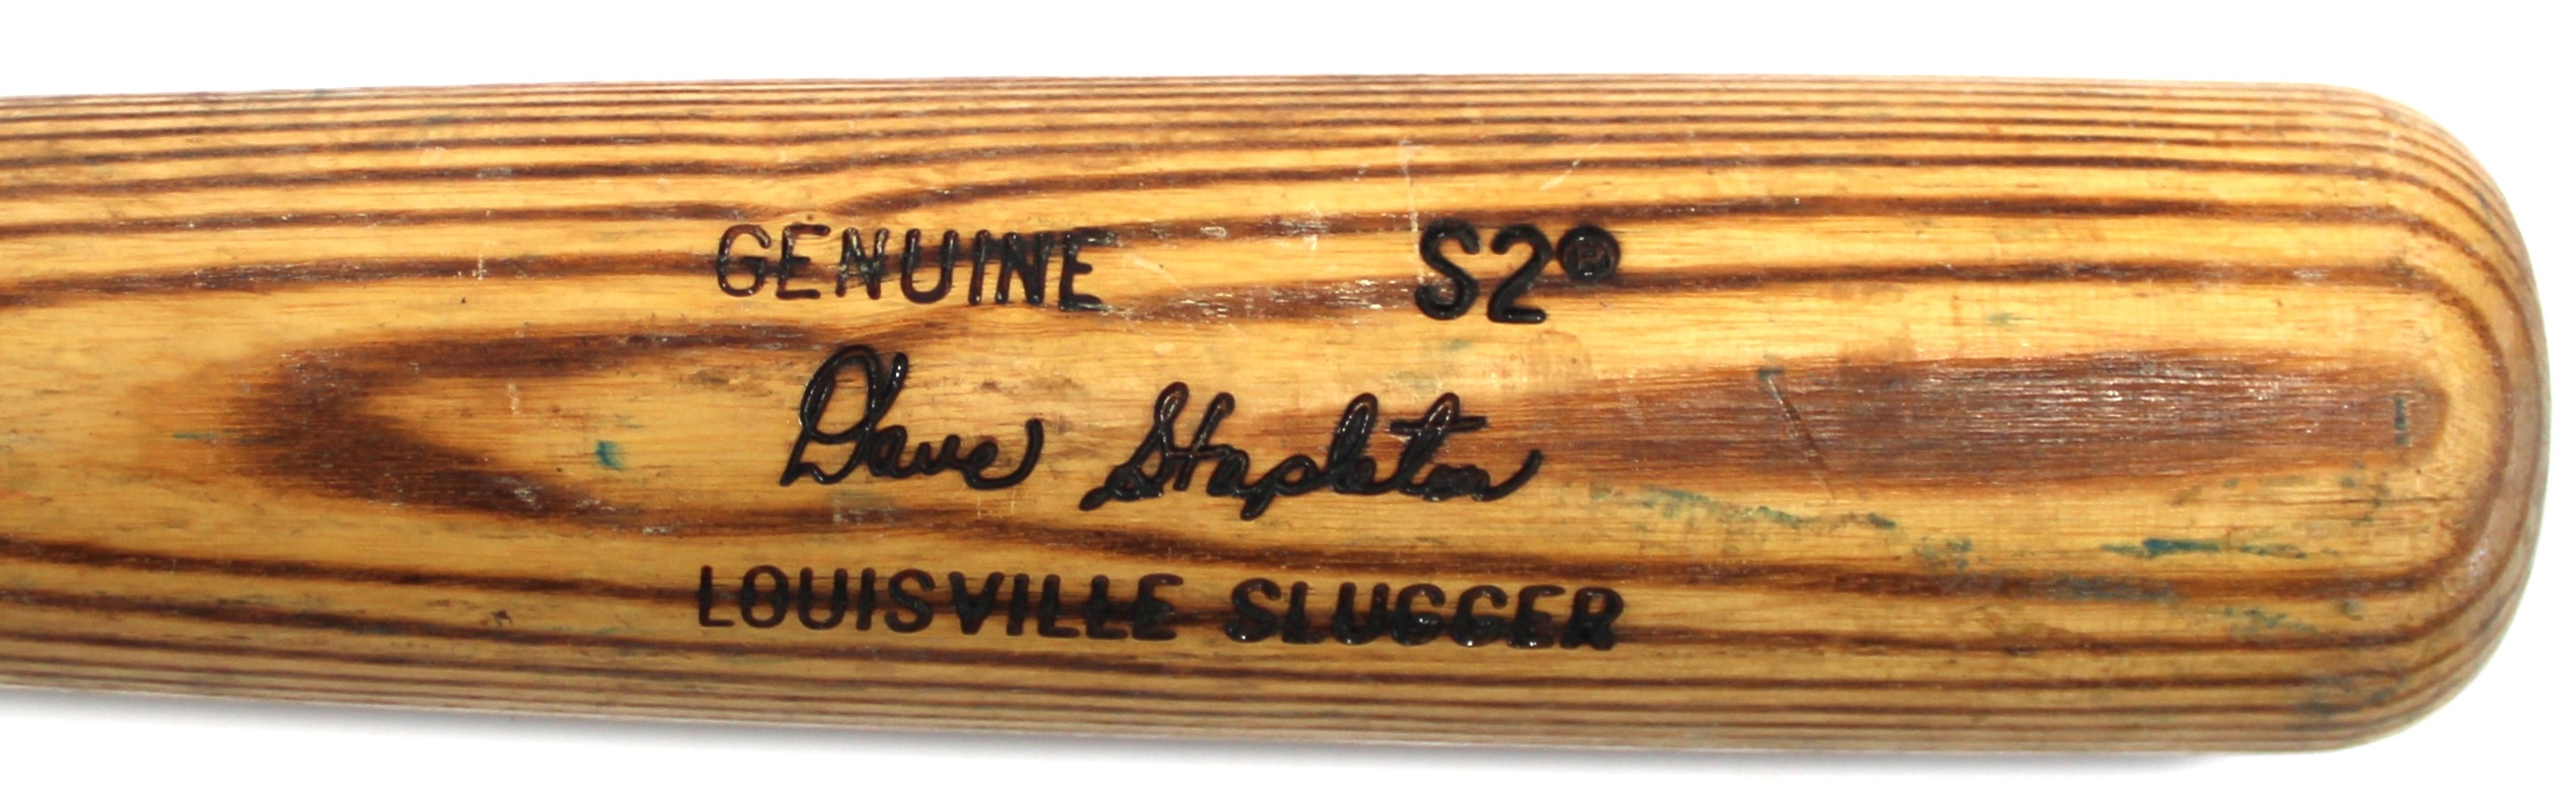 GENUINE S2®
Dave Stapleton
LOUISVILLE SLUGGER